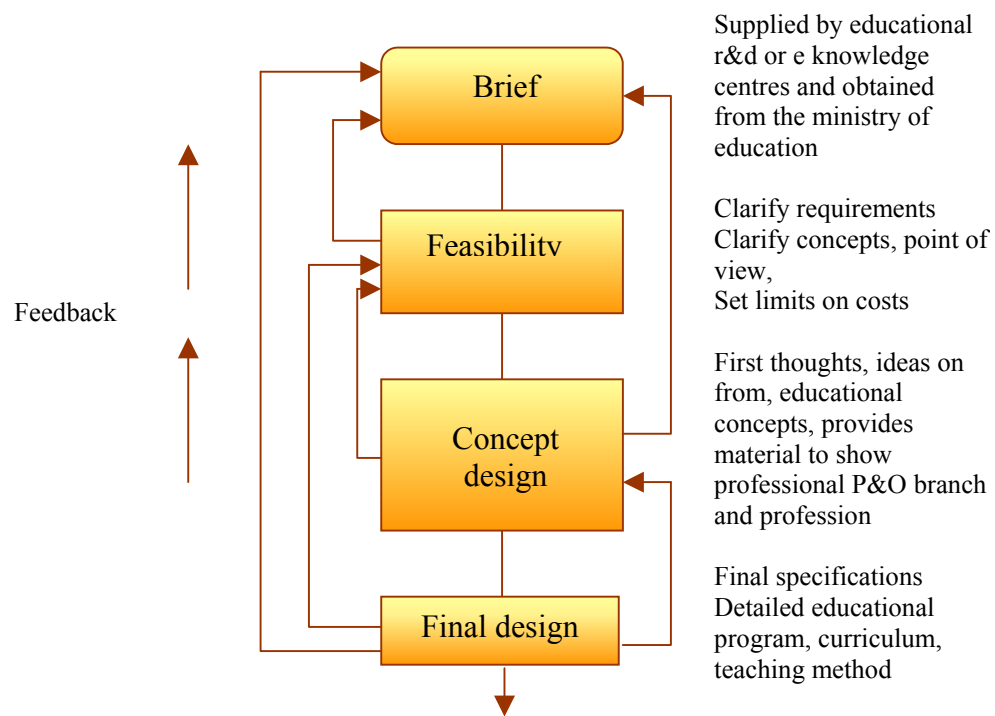 Supplied by educational
r&d or e knowledge
centres and obtained
from the ministry of
education
Brief
Clarify requirements
Clarify concepts, point of
view,
Set limits on costs
Feasibility
Feedback
First thoughts, ideas on
from, educational
concepts, provides
material to show
professional P&O branch
and profession
Concept
design
Final specifications
Detailed educational
program, curriculum,
teaching method
Final design